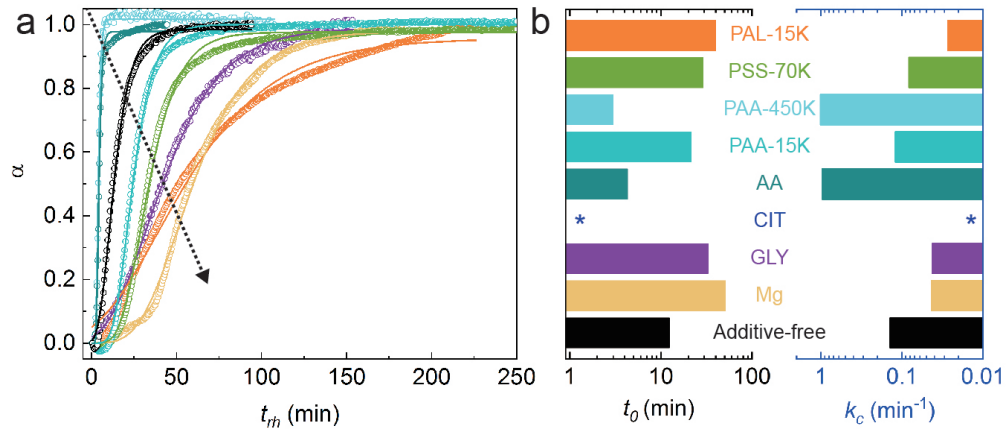 a
1.0
0.8
0.6
0.4
0.2
0.0
α
0 50 100 150 200 250
t_rh (min)
b
PAL-15K
PSS-70K
PAA-450K
PAA-15K
AA
* CIT *
GLY
Mg
Additive-free
1 10 100 1 0.1 0.01
t_0 (min) k_c (min⁻¹)